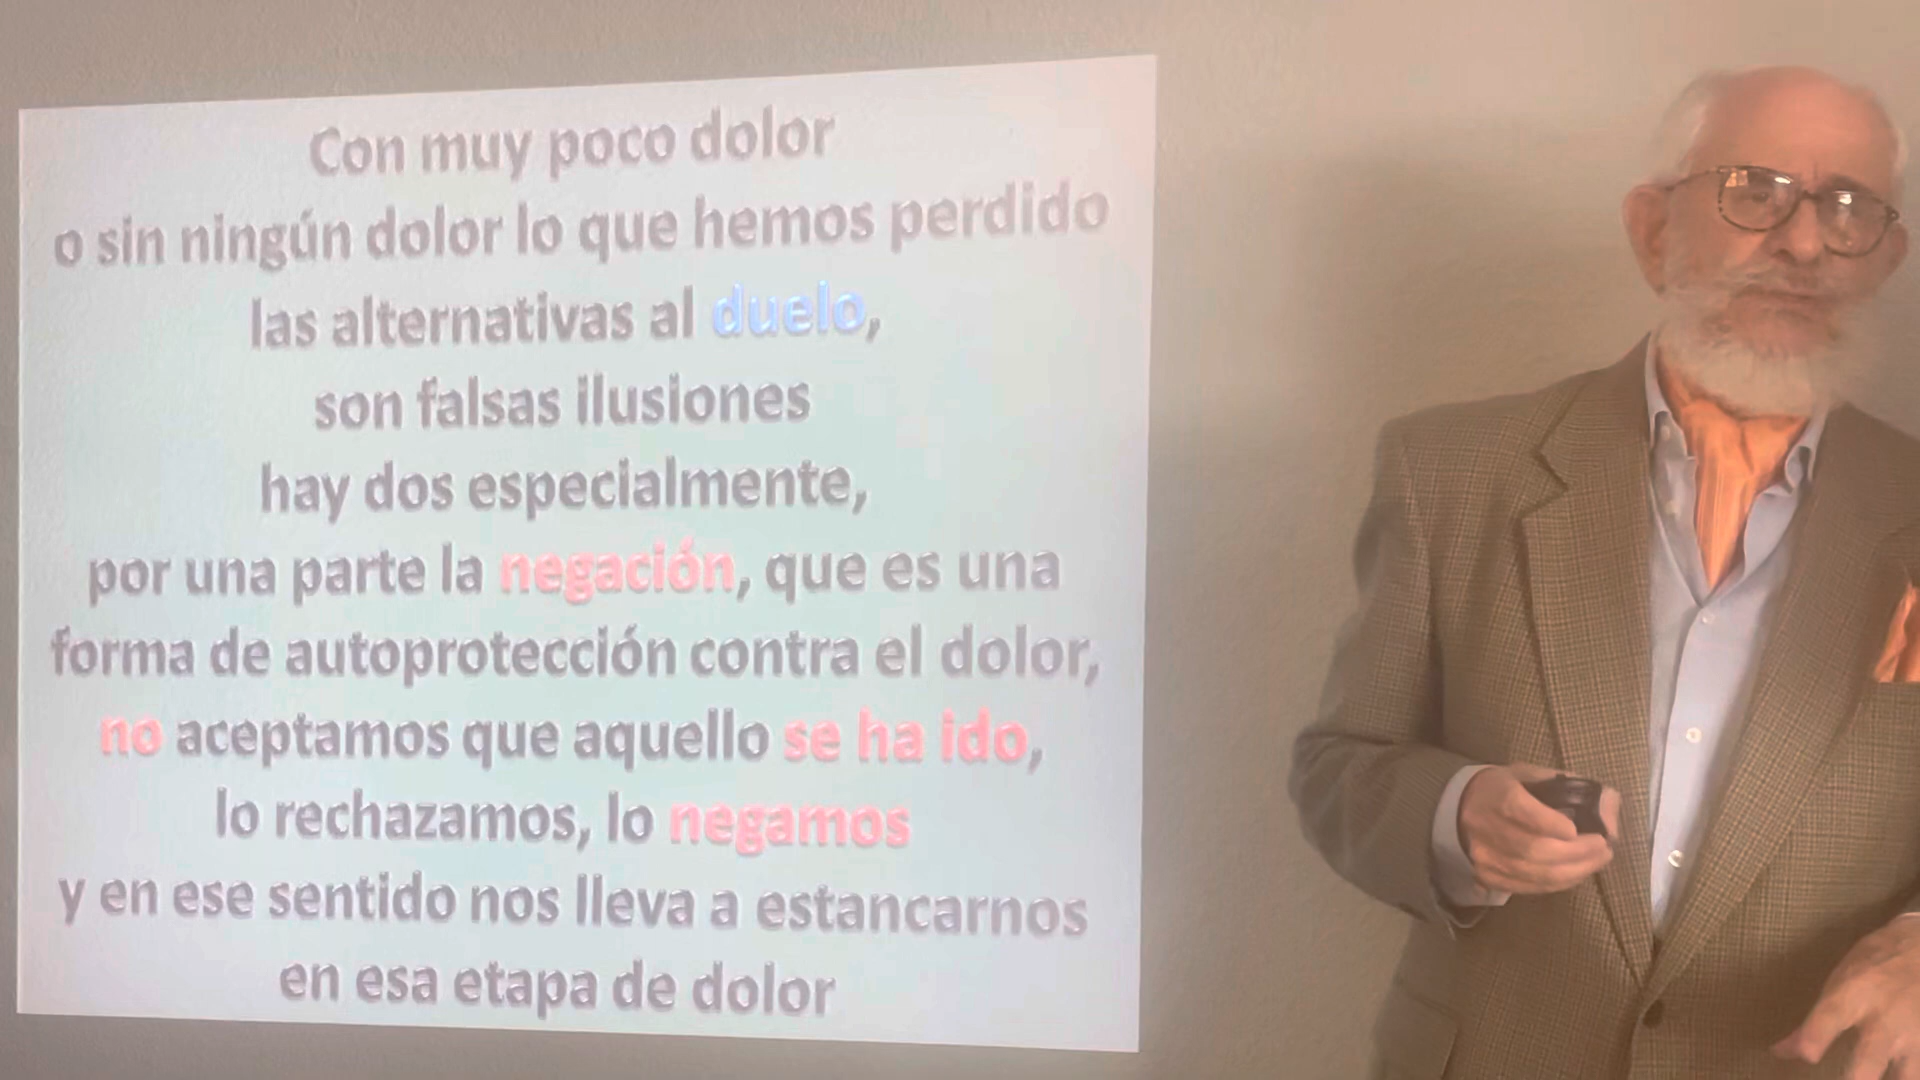 Con muy poco dolor
o sin ningún dolor lo que hemos perdido
las alternativas al duelo,
son falsas ilusiones
hay dos especialmente,
por una parte la negación, que es una
forma de autoprotección contra el dolor,
no aceptamos que aquello se ha ido,
lo rechazamos, lo negamos
y en ese sentido nos lleva a estancarnos
en esa etapa de dolor